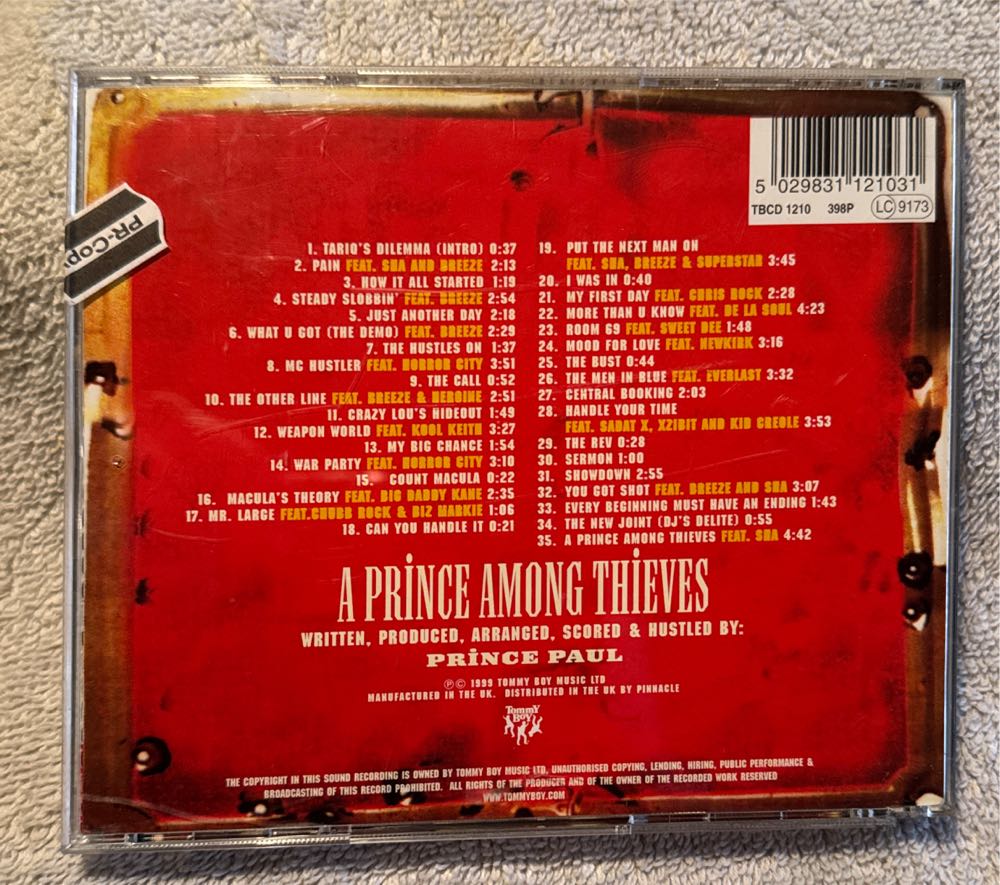 5 029831 121031
TBCD 1210 398P LC 9173
PR-Copy
1. TARIQ'S DILEMMA (INTRO) 0:37
2. PAIN FEAT. SHA AND BREEZE 2:13
3. HOW IT ALL STARTED 1:19
4. STEADY SLOBBIN' FEAT. BREEZE 2:54
5. JUST ANOTHER DAY 2:18
6. WHAT U GOT (THE DEMO) FEAT. BREEZE 2:29
7. THE HUSTLES ON 1:37
8. MC HUSTLER FEAT. HORROR CITY 3:51
9. THE CALL 0:52
10. THE OTHER LINE FEAT. BREEZE & HEROINE 2:51
11. CRAZY LOU'S HIDEOUT 1:49
12. WEAPON WORLD FEAT. KOOL KEITH 3:27
13. MY BIG CHANCE 1:54
14. WAR PARTY FEAT. HORROR CITY 3:10
15. COUNT MACULA 0:22
16. MACULA'S THEORY FEAT. BIG DADDY KANE 2:35
17. MR. LARGE FEAT.CHUBB ROCK & BIZ MARKIE 1:06
18. CAN YOU HANDLE IT 0:21
19. PUT THE NEXT MAN ON
FEAT. SHA, BREEZE & SUPERSTAR 3:45
20. I WAS IN 0:40
21. MY FIRST DAY FEAT. CHRIS ROCK 2:28
22. MORE THAN U KNOW FEAT. DE LA SOUL 4:23
23. ROOM 69 FEAT. SWEET DEE 1:48
24. MOOD FOR LOVE FEAT. NEWKIRK 3:16
25. THE BUST 0:44
26. THE MEN IN BLUE FEAT. EVERLAST 3:32
27. CENTRAL BOOKING 2:03
28. HANDLE YOUR TIME
FEAT. SADAT X, XZIBIT AND KID CREOLE 3:53
29. THE REV 0:28
30. SERMON 1:00
31. SHOWDOWN 2:55
32. YOU GOT SHOT FEAT. BREEZE AND SHA 3:07
33. EVERY BEGINNING MUST HAVE AN ENDING 1:43
34. THE NEW JOINT (DJ'S DELITE) 0:55
35. A PRINCE AMONG THIEVES FEAT. SHA 4:42
A PRiNCE AMONG THiEVES
WRITTEN, PRODUCED, ARRANGED, SCORED & HUSTLED BY:
PRiNCE PAUL
℗© 1999 TOMMY BOY MUSIC LTD
MANUFACTURED IN THE UK. DISTRIBUTED IN THE UK BY PINNACLE
TOMMY
BOY
THE COPYRIGHT IN THIS SOUND RECORDING IS OWNED BY TOMMY BOY MUSIC LTD, UNAUTHORISED COPYING, LENDING, HIRING, PUBLIC PERFORMANCE &
BROADCASTING OF THIS RECORD PROHIBITED. ALL RIGHTS OF THE PRODUCER AND OF THE OWNER OF THE RECORDED WORK RESERVED
WWW.TOMMYBOY.COM